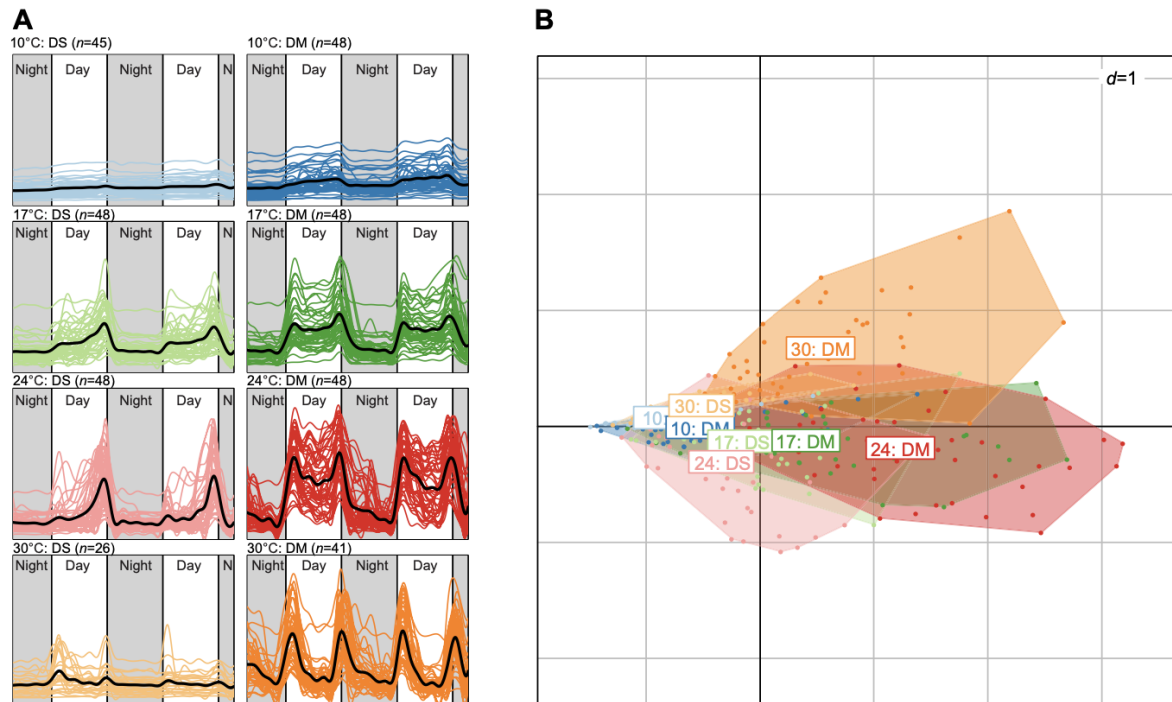 A
B
10°C: DS (n=45)
10°C: DM (n=48)
Night Day Night Day N
Night Day Night Day
17°C: DS (n=48)
17°C: DM (n=48)
Night Day Night Day N
Night Day Night Day
24°C: DS (n=48)
24°C: DM (n=48)
Night Day Night Day N
Night Day Night Day
30°C: DS (n=26)
30°C: DM (n=41)
Night Day Night Day N
Night Day Night Day
d=1
30: DM
30: DS
10
10: DM
17: DS
17: DM
24: DM
24: DS